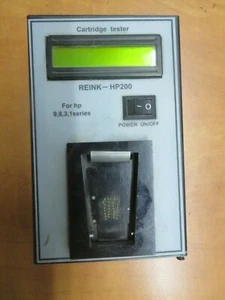 Cartridge tester
REINK-HP200
For hp
9,8,3,1series
- O
POWER ON/OFF